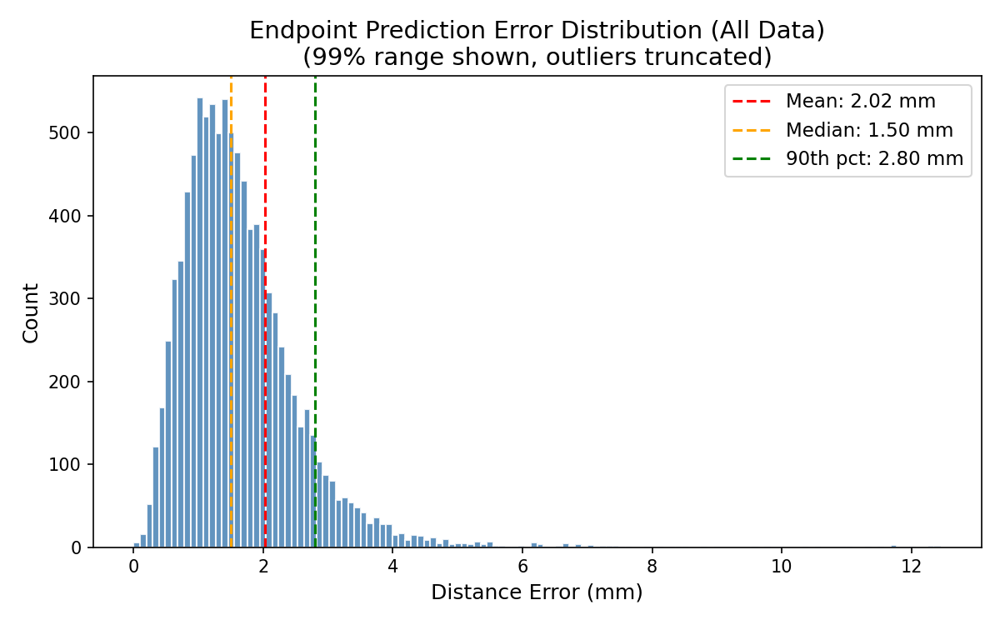 Endpoint Prediction Error Distribution (All Data)
(99% range shown, outliers truncated)
Mean: 2.02 mm
Median: 1.50 mm
90th pct: 2.80 mm
500
400
300
200
100
0
Count
0 2 4 6 8 10 12
Distance Error (mm)